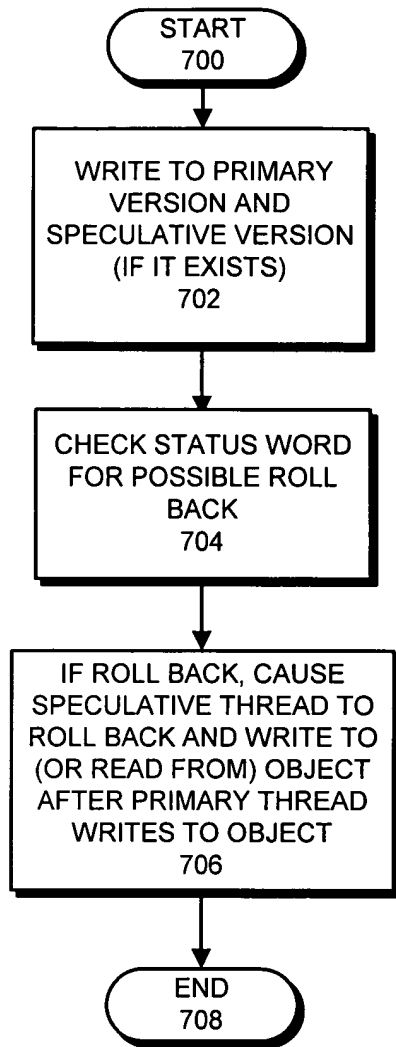 START
700
WRITE TO PRIMARY
VERSION AND
SPECULATIVE VERSION
(IF IT EXISTS)
702
CHECK STATUS WORD
FOR POSSIBLE ROLL
BACK
704
IF ROLL BACK, CAUSE
SPECULATIVE THREAD TO
ROLL BACK AND WRITE TO
(OR READ FROM) OBJECT
AFTER PRIMARY THREAD
WRITES TO OBJECT
706
END
708